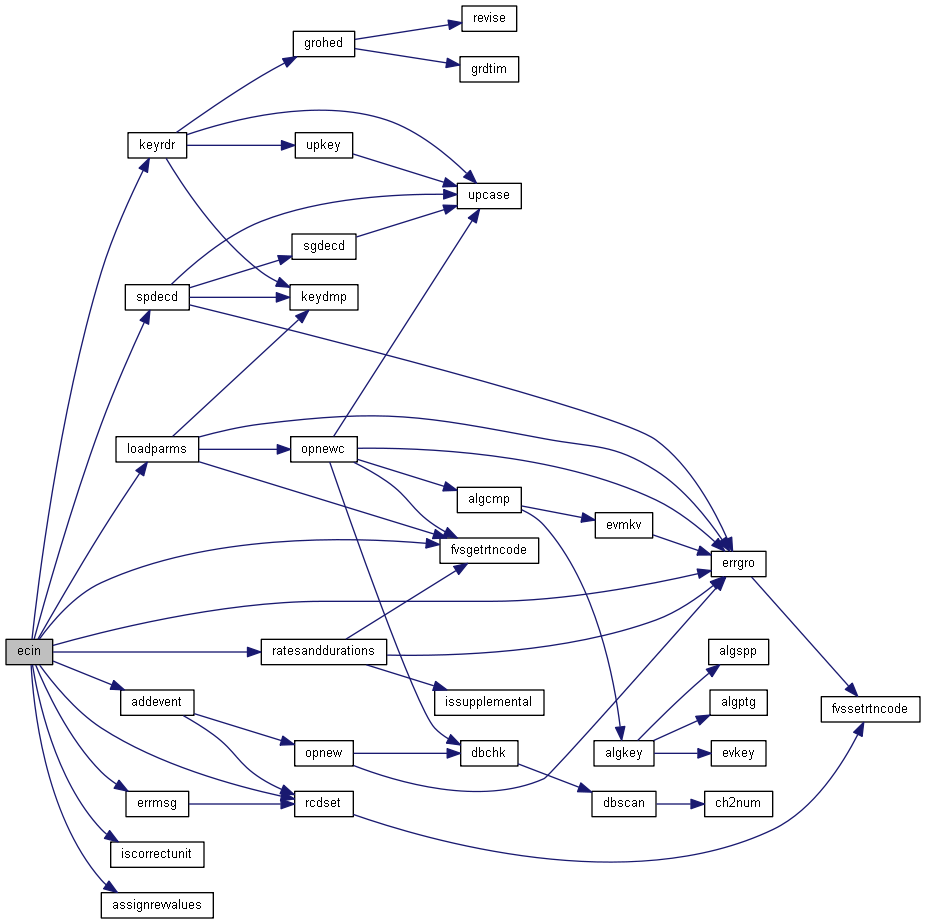 revise
grohed
grdtim
keyrdr
upkey
upcase
sgdecd
spdecd
keydmp
loadparms
opnewc
algcmp
evmkv
fvsgetrtncode
errgro
ecin
ratesanddurations
algspp
addevent
issupplemental
algptg
fvssetrtncode
opnew
dbchk
algkey
evkey
errmsg
rcdset
dbscan
ch2num
iscorrectunit
assignrevvalues